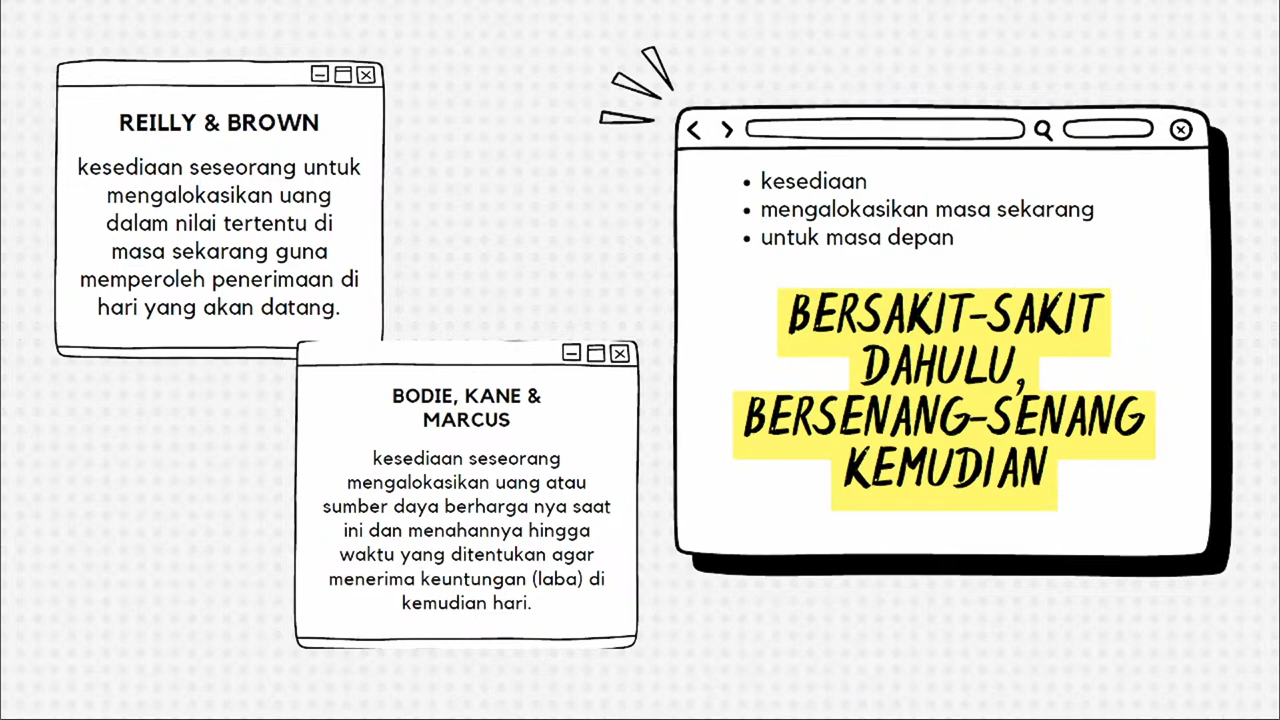 REILLY & BROWN
kesediaan seseorang untuk
mengalokasikan uang
dalam nilai tertentu di
masa sekarang guna
memperoleh penerimaan di
hari yang akan datang.
BODIE, KANE &
MARCUS
kesediaan seseorang
mengalokasikan uang atau
sumber daya berharga nya saat
ini dan menahannya hingga
waktu yang ditentukan agar
menerima keuntungan (laba) di
kemudian hari.
• kesediaan
• mengalokasikan masa sekarang
• untuk masa depan
BERSAKIT-SAKIT
DAHULU,
BERSENANG-SENANG
KEMUDIAN